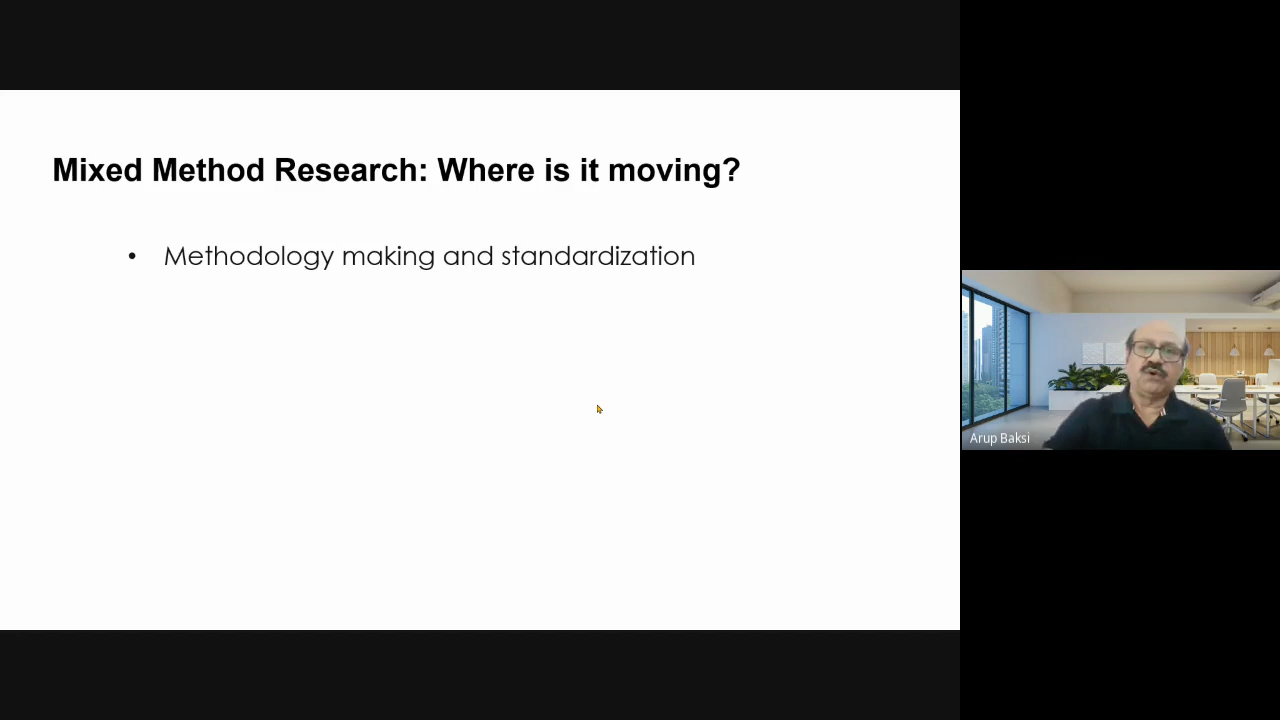 Mixed Method Research: Where is it moving?
• Methodology making and standardization
Arup Baksi